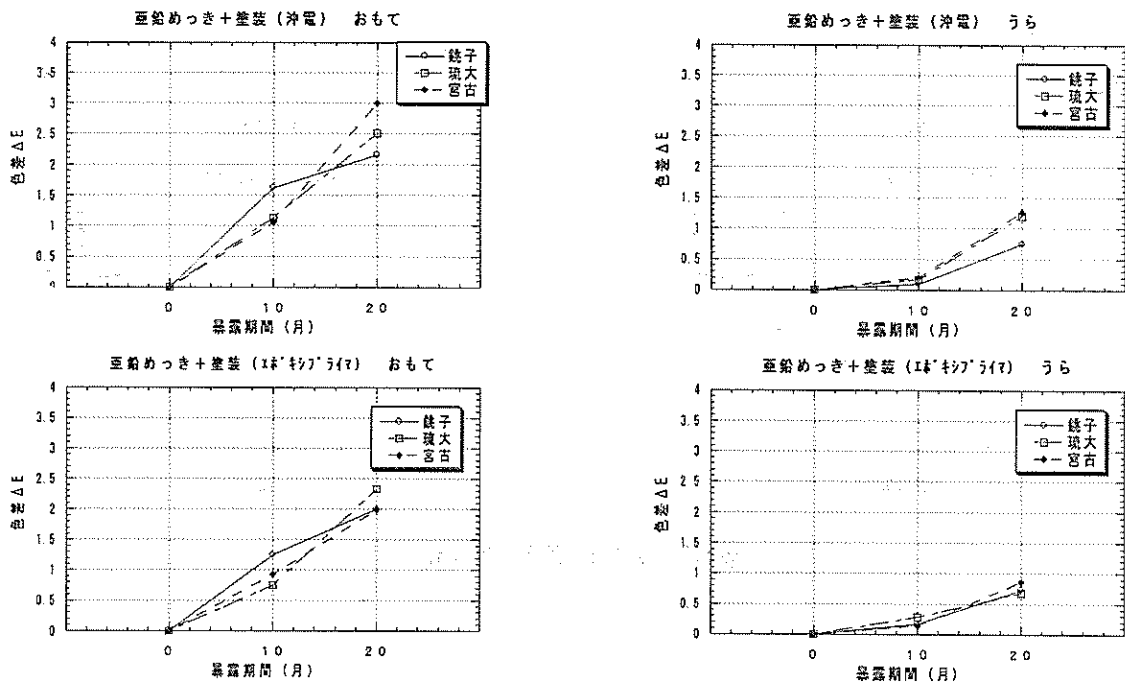 亜鉛めっき+塗装(沖電) おもて
4
3.5
3
2.5
2
1.5
1
0.5
0
色差ΔE
銚子
琉大
宮古
0 10 20
暴露期間(月)
亜鉛めっき+塗装(沖電) うら
4
3.5
3
2.5
2
1.5
1
0.5
0
色差ΔE
銚子
琉大
宮古
0 10 20
暴露期間(月)
亜鉛めっき+塗装(エポキシプライマ) おもて
4
3.5
3
2.5
2
1.5
1
0.5
0
色差ΔE
銚子
琉大
宮古
0 10 20
暴露期間(月)
亜鉛めっき+塗装(エポキシプライマ) うら
4
3.5
3
2.5
2
1.5
1
0.5
0
色差ΔE
銚子
琉大
宮古
0 10 20
暴露期間(月)